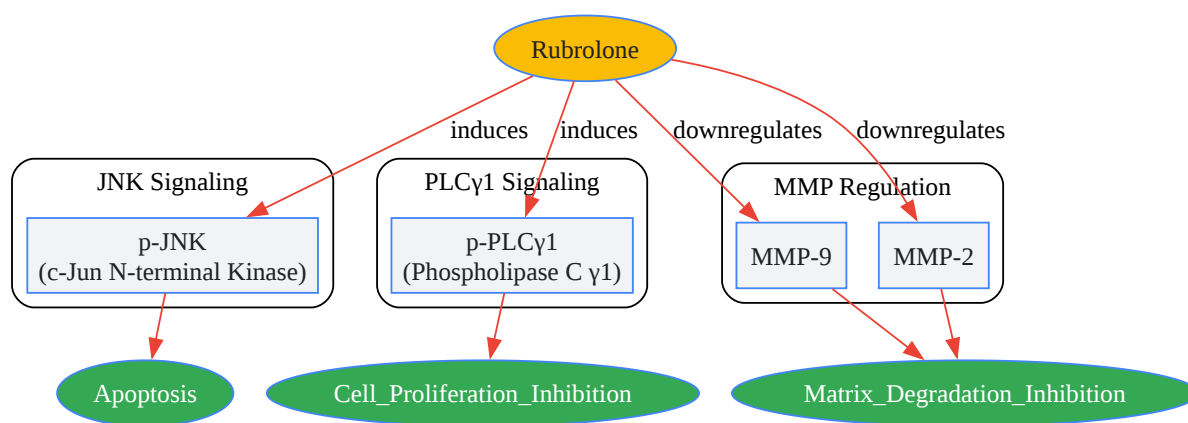 Rubrolone
induces
induces
downregulates
downregulates
JNK Signaling
PLCγ1 Signaling
MMP Regulation
p-JNK
(c-Jun N-terminal Kinase)
p-PLCγ1
(Phospholipase C γ1)
MMP-9
MMP-2
Apoptosis
Cell_Proliferation_Inhibition
Matrix_Degradation_Inhibition